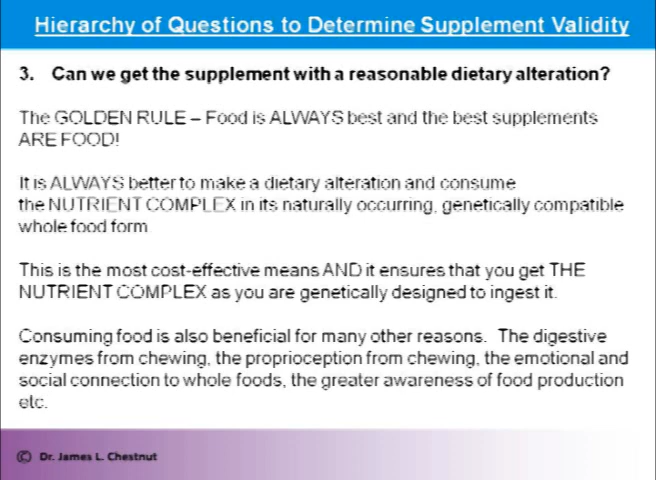 Hierarchy of Questions to Determine Supplement Validity
3. Can we get the supplement with a reasonable dietary alteration?
The GOLDEN RULE – Food is ALWAYS best and the best supplements
ARE FOOD!
It is ALWAYS better to make a dietary alteration and consume
the NUTRIENT COMPLEX in its naturally occurring, genetically compatible
whole food form
This is the most cost-effective means AND it ensures that you get THE
NUTRIENT COMPLEX as you are genetically designed to ingest it.
Consuming food is also beneficial for many other reasons. The digestive
enzymes from chewing, the proprioception from chewing, the emotional and
social connection to whole foods, the greater awareness of food production
etc.
© Dr. James L. Chestnut